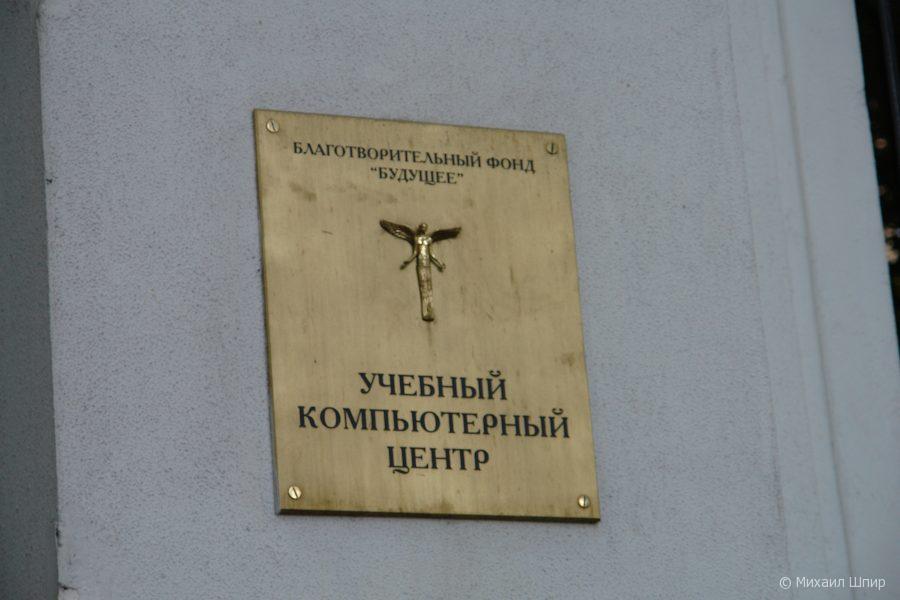 БЛАГОТВОРИТЕЛЬНЫЙ ФОНД
"БУДУЩЕЕ"
УЧЕБНЫЙ
КОМПЬЮТЕРНЫЙ
ЦЕНТР
© Михаил Шпир